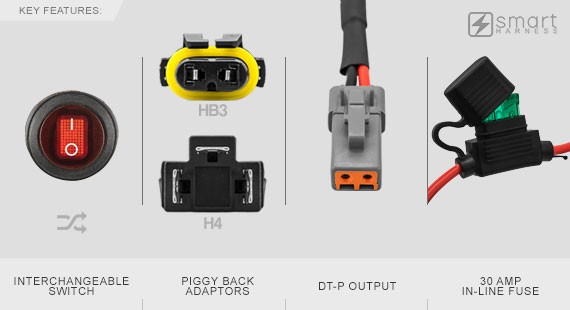 KEY FEATURES:
smart
HARNESS
HB3
H4
INTERCHANGEABLE
SWITCH
PIGGY BACK
ADAPTORS
DT-P OUTPUT
30 AMP
IN-LINE FUSE